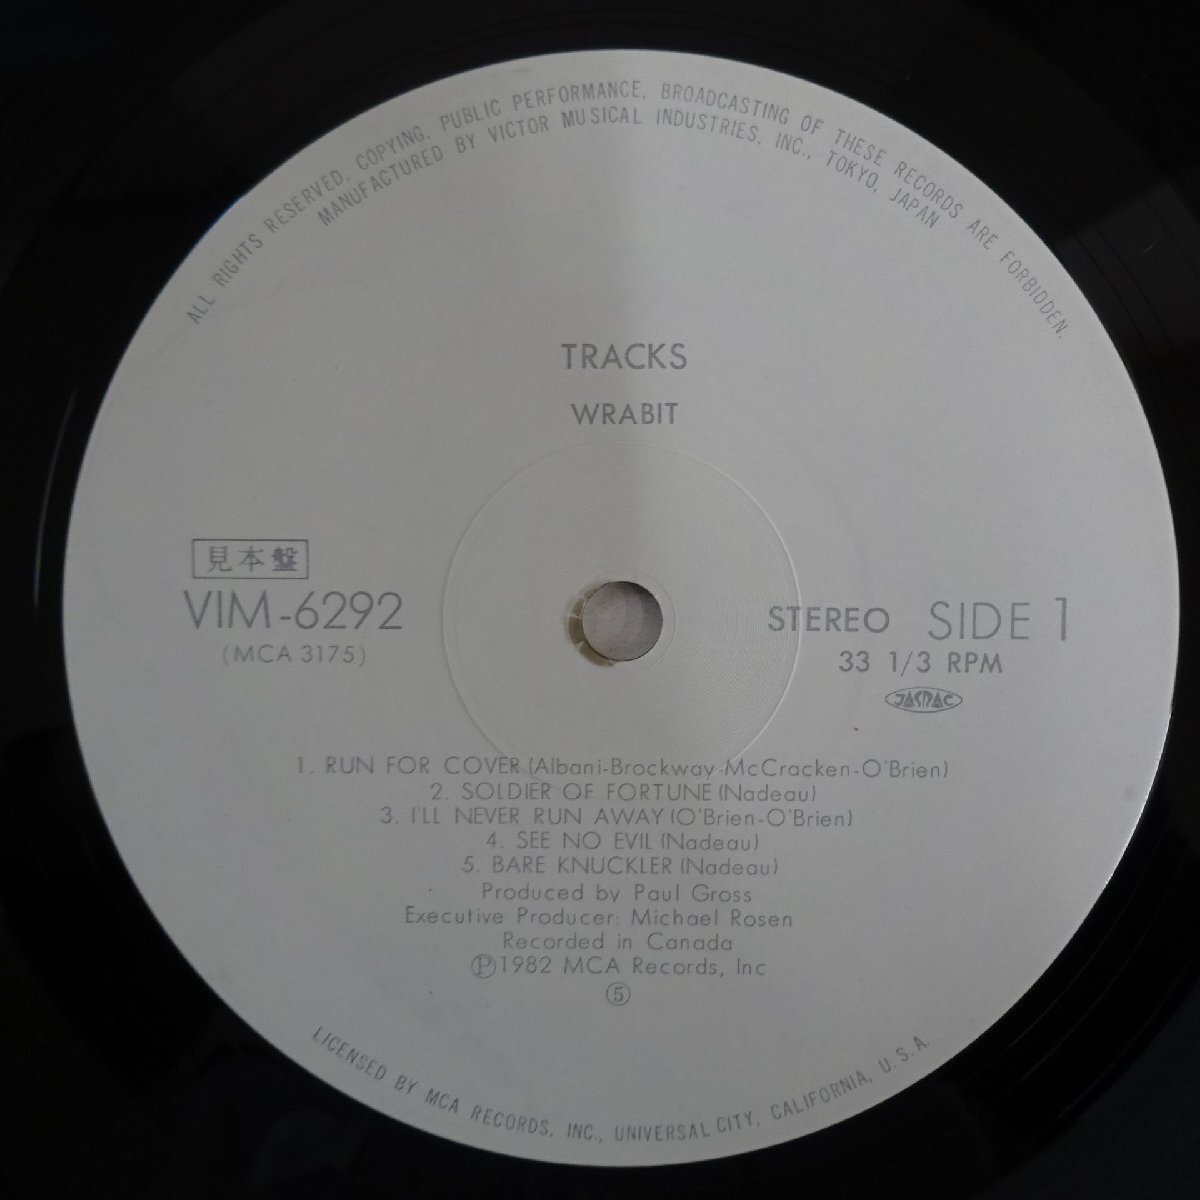 ALL RIGHTS RESERVED, COPYING, PUBLIC PERFORMANCE, BROADCASTING OF THESE RECORDS ARE FORBIDDEN.
MANUFACTURED BY VICTOR MUSICAL INDUSTRIES, INC., TOKYO, JAPAN
TRACKS
WRABIT
見本盤
VIM-6292
(MCA 3175)
STEREO SIDE 1
33 1/3 RPM
JASRAC
1. RUN FOR COVER (Albani-Brockway-McCracken-O'Brien)
2. SOLDIER OF FORTUNE (Nadeau)
3. I'LL NEVER RUN AWAY (O'Brien-O'Brien)
4. SEE NO EVIL (Nadeau)
5. BARE KNUCKLER (Nadeau)
Produced by Paul Gross
Executive Producer: Michael Rosen
Recorded in Canada
Ⓟ1982 MCA Records, Inc
⑤
LICENSED BY MCA RECORDS, INC., UNIVERSAL CITY, CALIFORNIA, U.S.A.